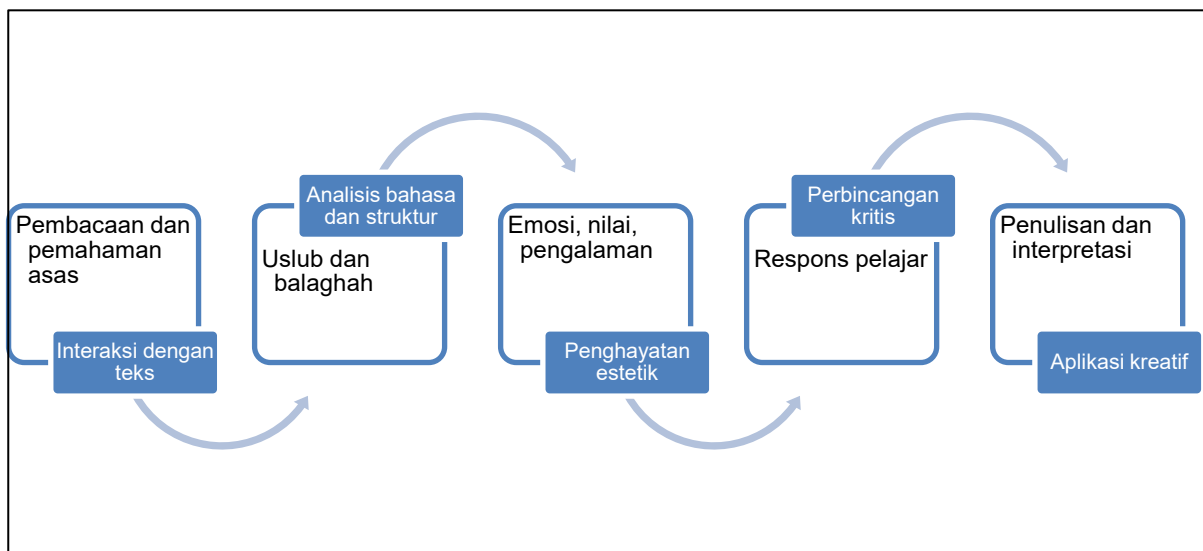 Pembacaan dan
pemahaman
asas
Interaksi dengan
teks
Analisis bahasa
dan struktur
Uslub dan
balaghah
Emosi, nilai,
pengalaman
Penghayatan
estetik
Perbincangan
kritis
Respons pelajar
Penulisan dan
interpretasi
Aplikasi kreatif